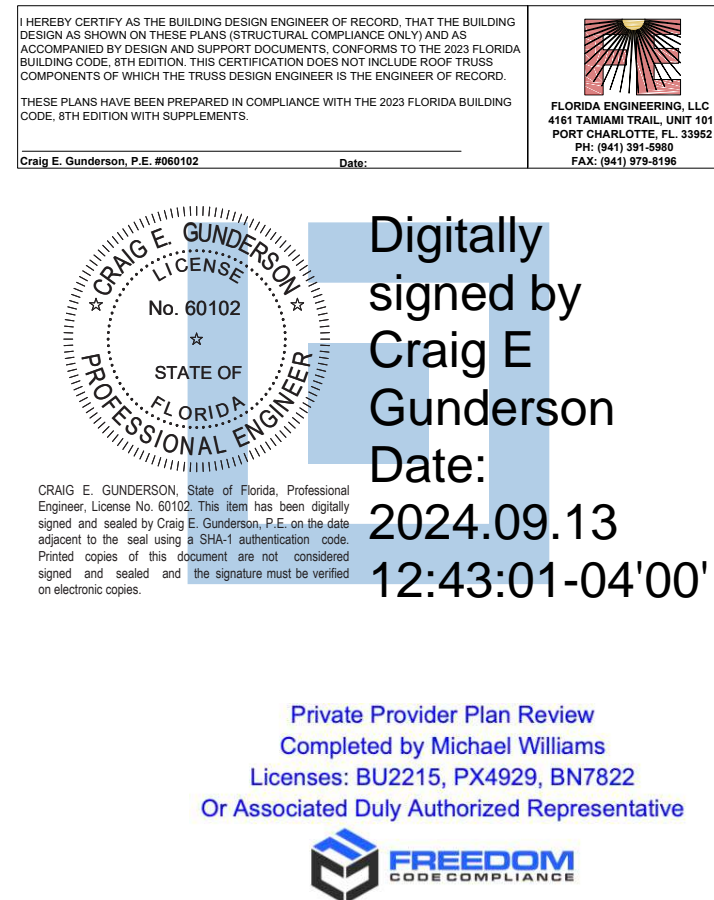 I HEREBY CERTIFY AS THE BUILDING DESIGN ENGINEER OF RECORD, THAT THE BUILDING
DESIGN AS SHOWN ON THESE PLANS (STRUCTURAL COMPLIANCE ONLY) AND AS
ACCOMPANIED BY DESIGN AND SUPPORT DOCUMENTS, CONFORMS TO THE 2023 FLORIDA
BUILDING CODE, 8TH EDITION. THIS CERTIFICATION DOES NOT INCLUDE ROOF TRUSS
COMPONENTS OF WHICH THE TRUSS DESIGN ENGINEER IS THE ENGINEER OF RECORD.
THESE PLANS HAVE BEEN PREPARED IN COMPLIANCE WITH THE 2023 FLORIDA BUILDING
CODE, 8TH EDITION WITH SUPPLEMENTS.
Craig E. Gunderson, P.E. #060102 Date:
FE
FLORIDA ENGINEERING, LLC
4161 TAMIAMI TRAIL, UNIT 101
PORT CHARLOTTE, FL. 33952
PH: (941) 391-5980
FAX: (941) 979-8196
CRAIG E. GUNDERSON
LICENSE
No. 60102
STATE OF
FLORIDA
PROFESSIONAL ENGINEER
CRAIG E. GUNDERSON, State of Florida, Professional
Engineer, License No. 60102. This item has been digitally
signed and sealed by Craig E. Gunderson, P.E. on the date
adjacent to the seal using a SHA-1 authentication code.
Printed copies of this document are not considered
signed and sealed and the signature must be verified
on electronic copies.
Digitally
signed by
Craig E
Gunderson
Date:
2024.09.13
12:43:01-04'00'
Private Provider Plan Review
Completed by Michael Williams
Licenses: BU2215, PX4929, BN7822
Or Associated Duly Authorized Representative
FREEDOM
CODE COMPLIANCE